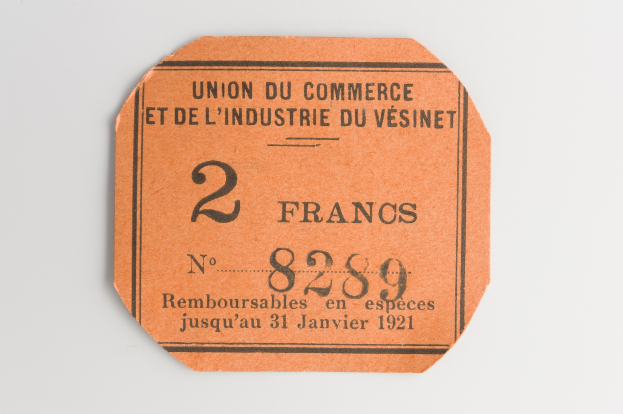 UNION DU COMMERCE
ET DE L'INDUSTRIE DU VÉSINET
2 FRANCS
Nº 8289
Remboursables en espèces
jusqu'au 31 Janvier 1921